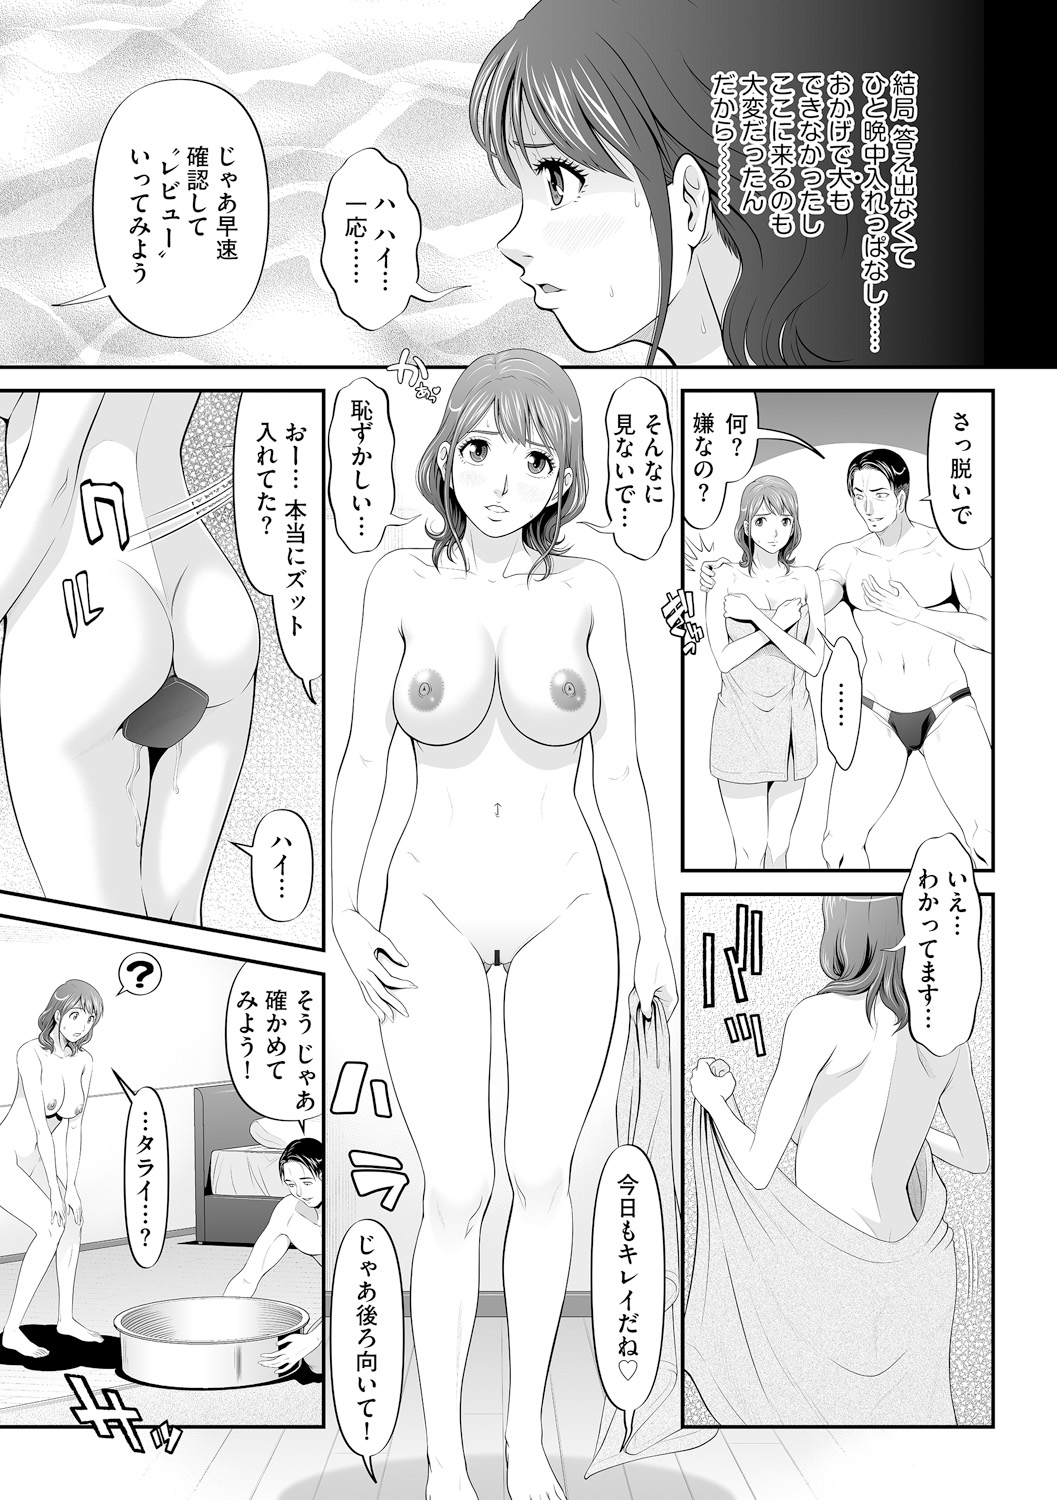 結局 答え出なくて
ひと晩中入れっぱなし……
おかげで大も
できなかったし
ここに来るのも
大変だったん
だから〜〜〜〜
ハ ハイ…
一応……
じゃあ早速
確認して
〝レビュー〟
いってみよう
さっ脱いで
何?
嫌なの?
……
いえ…
わかってます…
そんなに
見ないで…
恥ずかしい…
かぁっ♡
今日もキレイだね♡
ハラ
じゃあ後ろ向いて!
クル
おー… 本当にズット
入れてた?
ハイ…
そう じゃあ
確かめて
みよう!
?
…タライ…?